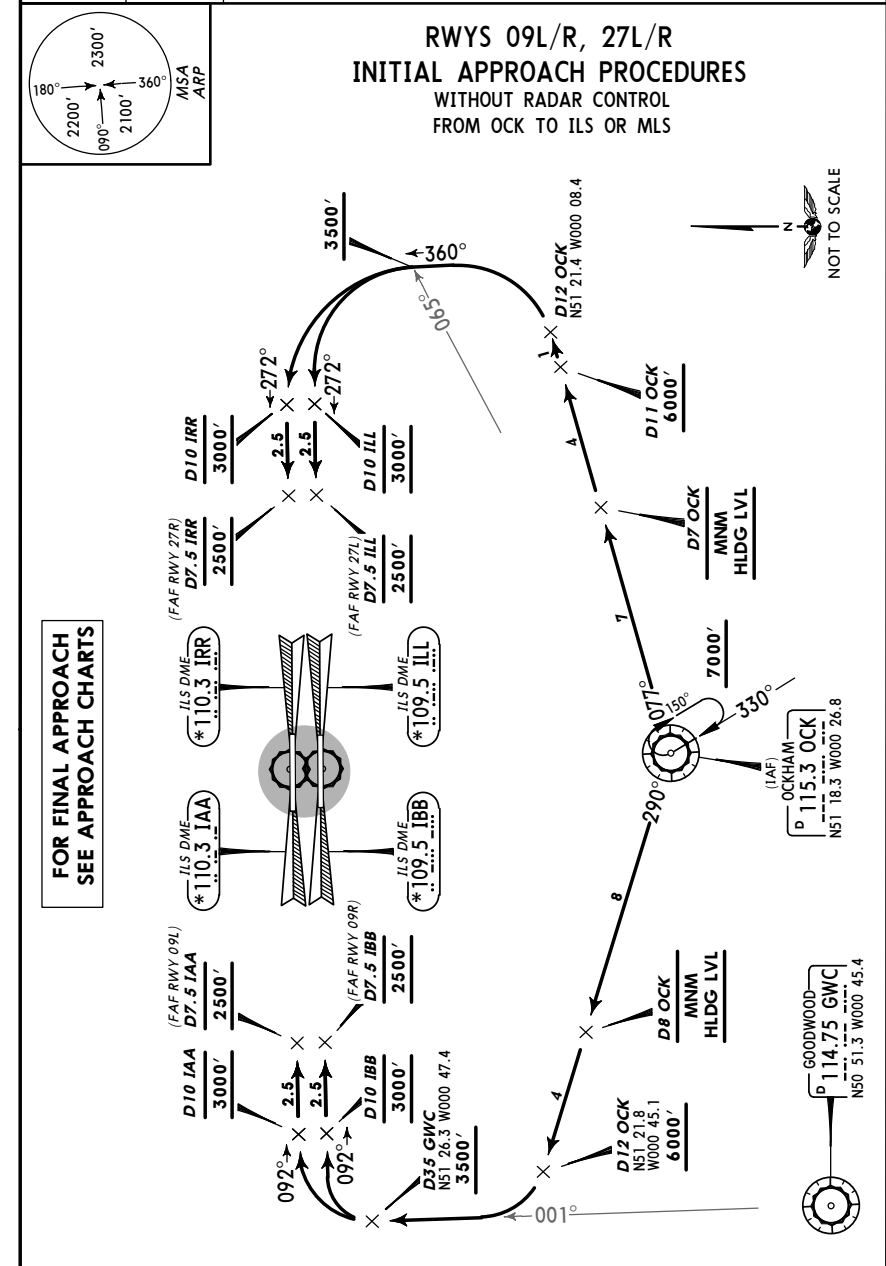 RWYS 09L/R, 27L/R
INITIAL APPROACH PROCEDURES
WITHOUT RADAR CONTROL
FROM OCK TO ILS OR MLS
2300'
180°
360°
2200'
2100'
090°
MSA
ARP
N
NOT TO SCALE
3500'
360°
065°
D12 OCK
N51 21.4 W000 08.4
1
D11 OCK
6000'
4
D7 OCK
MNM
HLDG LVL
7
077°
272°
272°
D10 IRR
3000'
2.5
2.5
D10 ILL
3000'
(FAF RWY 27R)
D7.5 IRR
2500'
(FAF RWY 27L)
D7.5 ILL
2500'
FOR FINAL APPROACH
SEE APPROACH CHARTS
ILS DME
*110.3 IRR
ILS DME
*109.5 ILL
ILS DME
*110.3 IAA
ILS DME
*109.5 IBB
7000'
150°
330°
(IAF)
OCKHAM
D 115.3 OCK
N51 18.3 W000 26.8
290°
8
D8 OCK
MNM
HLDG LVL
4
D12 OCK
N51 21.8
W000 45.1
6000'
001°
GOODWOOD
D 114.75 GWC
N50 51.3 W000 45.4
(FAF RWY 09L)
D7.5 IAA
2500'
(FAF RWY 09R)
D7.5 IBB
2500'
D10 IAA
3000'
2.5
2.5
D10 IBB
3000'
092°
092°
D35 GWC
N51 26.3 W000 47.4
3500'